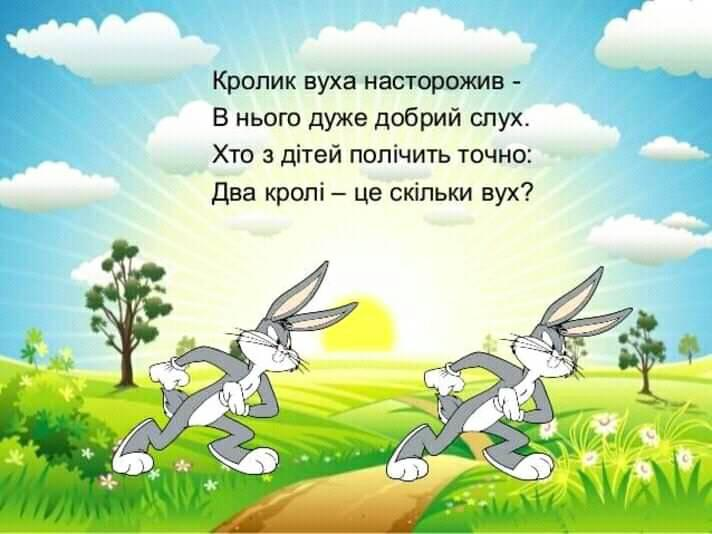 Кролик вуха насторожив -
В нього дуже добрий слух.
Хто з дітей полічить точно:
Два кролі – це скільки вух?